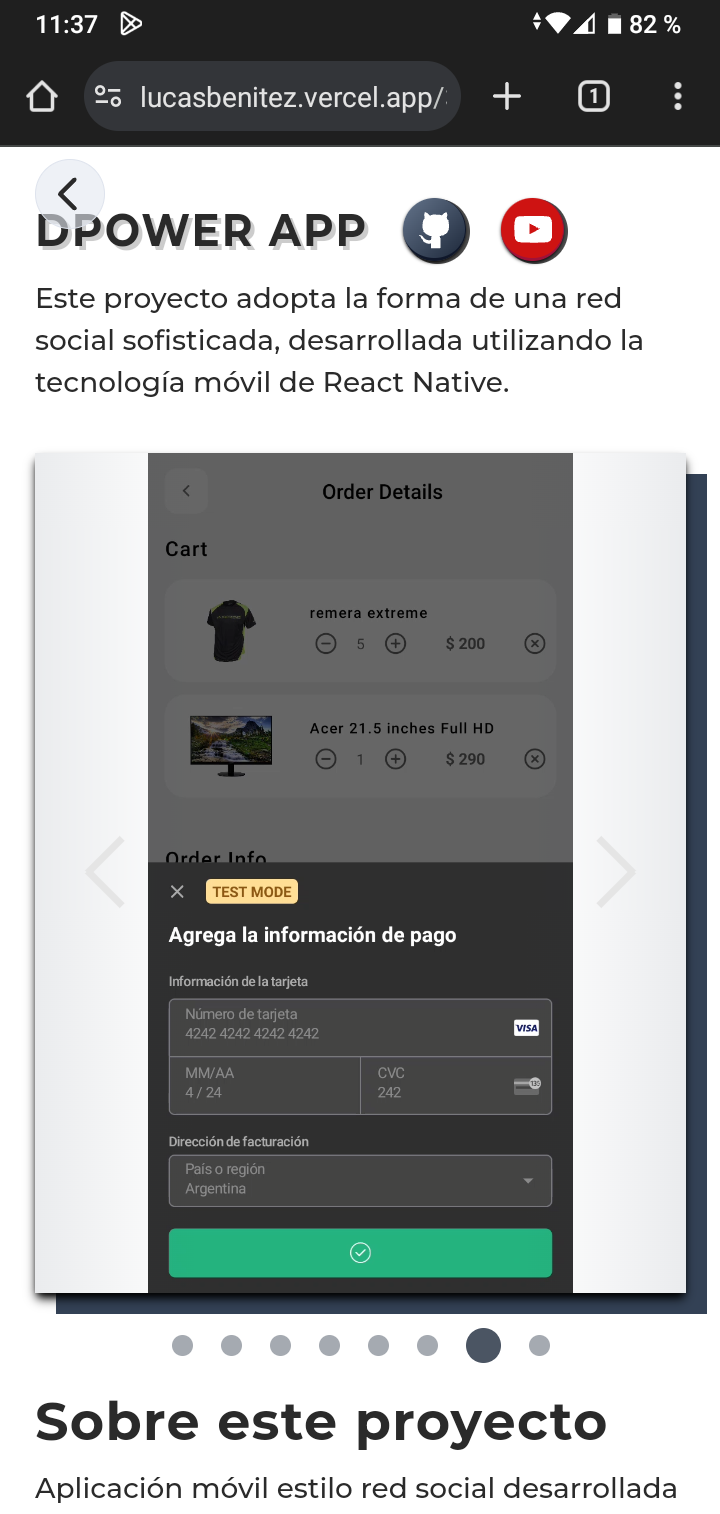 11:37
82 %
lucasbenitez.vercel.app/
1
DPOWER APP
Este proyecto adopta la forma de una red
social sofisticada, desarrollada utilizando la
tecnología móvil de React Native.
Order Details
Cart
remera extreme
5
$ 200
Acer 21.5 inches Full HD
1
$ 290
Order Info
TEST MODE
Agrega la información de pago
Información de la tarjeta
Número de tarjeta
4242 4242 4242 4242
VISA
MM/AA
4 / 24
CVC
242
Dirección de facturación
País o región
Argentina
Sobre este proyecto
Aplicación móvil estilo red social desarrollada